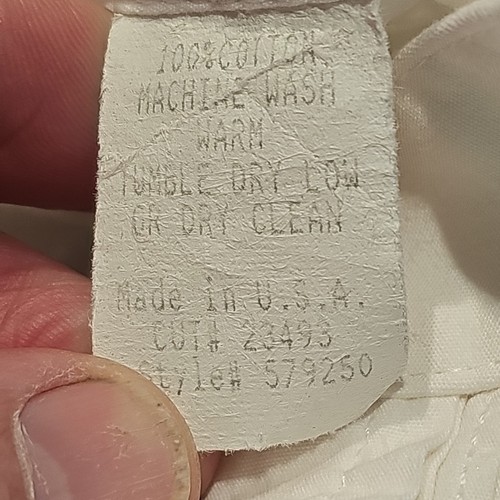 100%COTTON
MACHINE WASH
WARM
TUMBLE DRY LOW
OR DRY CLEAN
Made in U.S.A.
CUT# 23493
Style# 579250